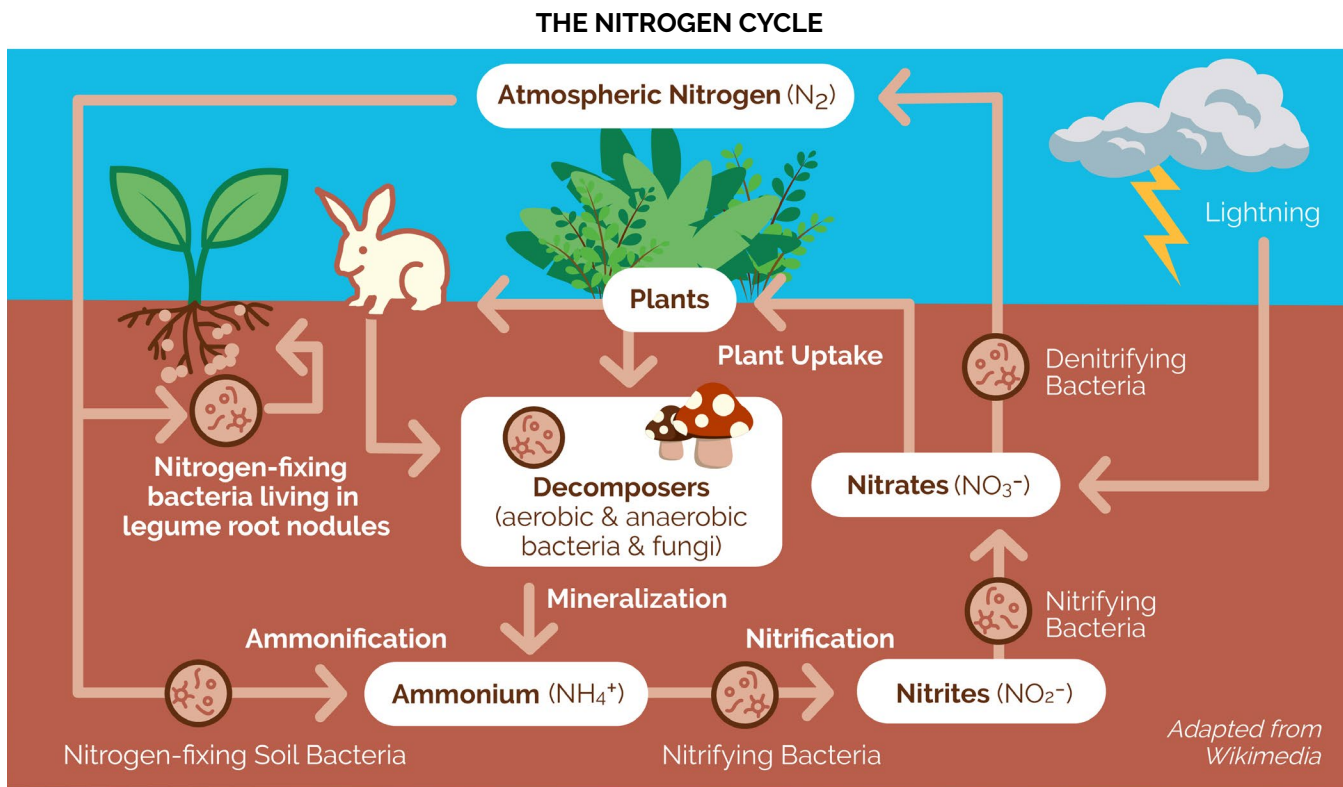 THE NITROGEN CYCLE
Atmospheric Nitrogen (N₂)
Lightning
Plants
Plant Uptake
Denitrifying
Bacteria
Nitrogen-fixing
bacteria living in
legume root nodules
Decomposers
(aerobic & anaerobic
bacteria & fungi)
Nitrates (NO₃⁻)
Mineralization
Nitrifying
Bacteria
Ammonification
Nitrification
Ammonium (NH₄⁺)
Nitrites (NO₂⁻)
Nitrogen-fixing Soil Bacteria
Nitrifying Bacteria
Adapted from
Wikimedia